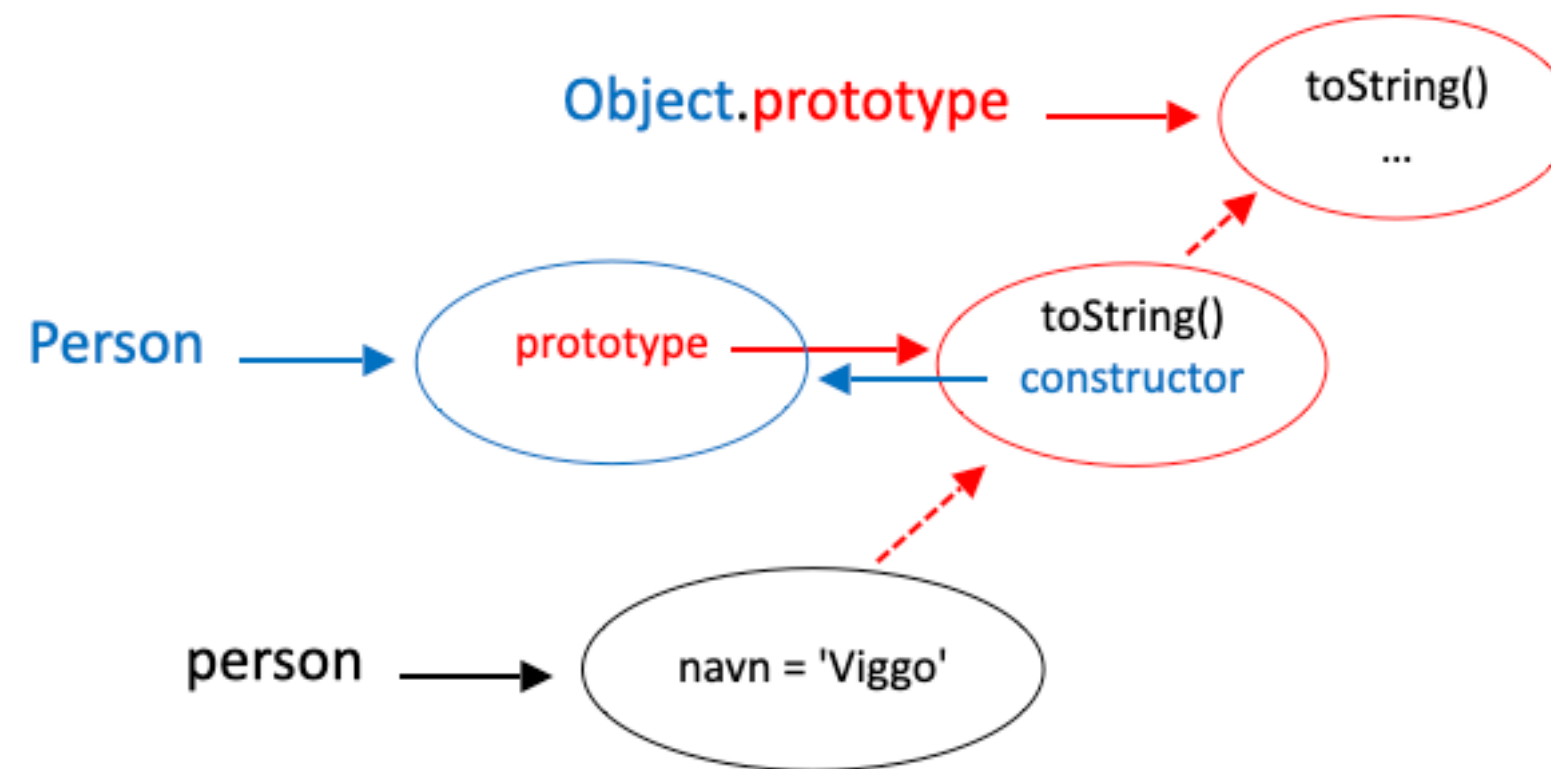 Object.prototype
toString()
...
Person
prototype
toString()
constructor
person
navn = 'Viggo'